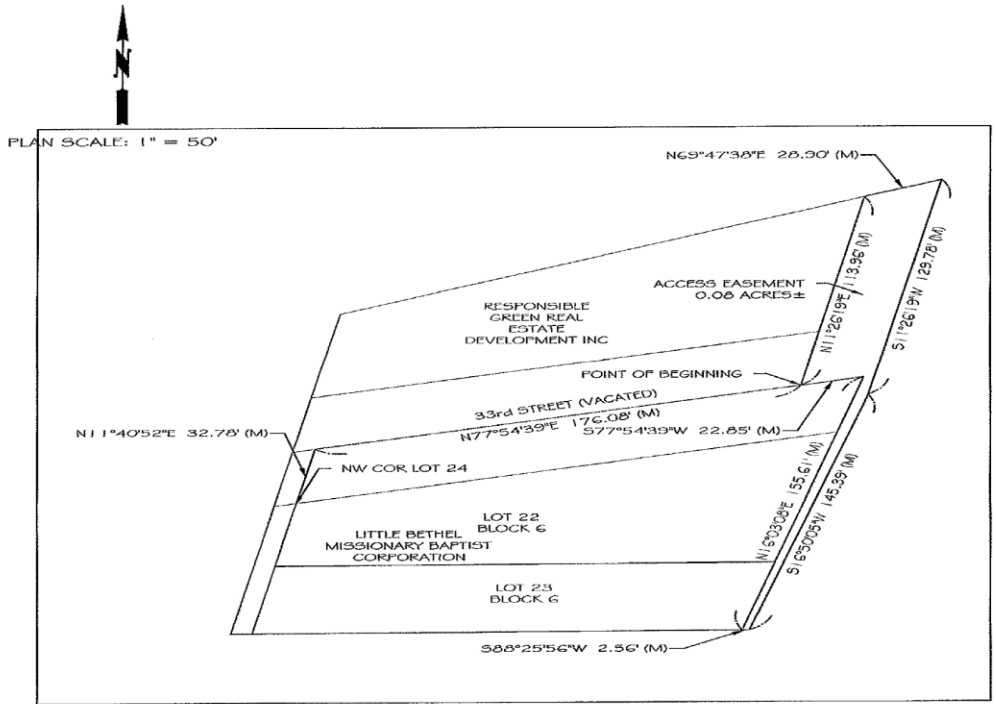 N
PLAN SCALE: 1" = 50'
N69°47'38"E 28.90' (M)
N11°26'19"E 113.96' (M)
S11°26'19"W 129.78' (M)
ACCESS EASEMENT
0.08 ACRES±
RESPONSIBLE
GREEN REAL
ESTATE
DEVELOPMENT INC
POINT OF BEGINNING
33rd STREET (VACATED)
N77°54'39"E 176.08' (M)
S77°54'39"W 22.85' (M)
N11°40'52"E 32.78' (M)
NW COR LOT 24
LOT 22
BLOCK 6
LITTLE BETHEL
MISSIONARY BAPTIST
CORPORATION
N16°03'08"E 155.61' (M)
S16°50'05"W 145.39' (M)
LOT 23
BLOCK 6
S88°25'56"W 2.56' (M)